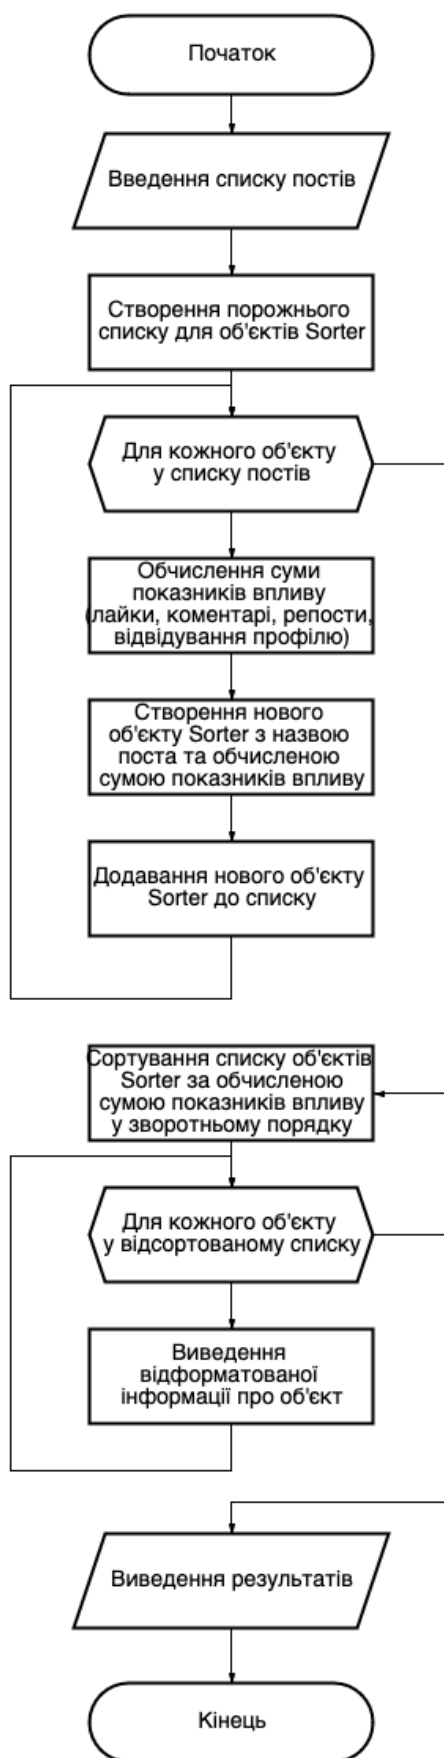 Початок
Введення списку постів
Створення порожнього
списку для об'єктів Sorter
Для кожного об'єкту
у списку постів
Обчислення суми
показників впливу
(лайки, коментарі, репости,
відвідування профілю)
Створення нового
об'єкту Sorter з назвою
поста та обчисленою
сумою показників впливу
Додавання нового об'єкту
Sorter до списку
Сортування списку об'єктів
Sorter за обчисленою
сумою показників впливу
у зворотньому порядку
Для кожного об'єкту
у відсортованому списку
Виведення
відформатованої
інформації про об'єкт
Виведення результатів
Кінець